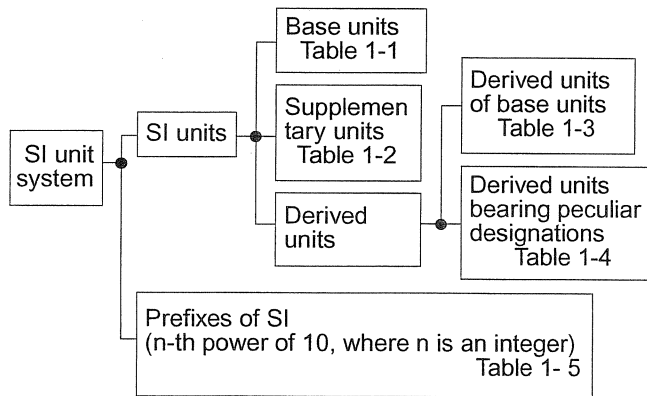 SI unit
system
SI units
Base units
Table 1-1
Supplemen
tary units
Table 1-2
Derived
units
Derived units
of base units
Table 1-3
Derived units
bearing peculiar
designations
Table 1-4
Prefixes of SI
(n-th power of 10, where n is an integer)
Table 1- 5